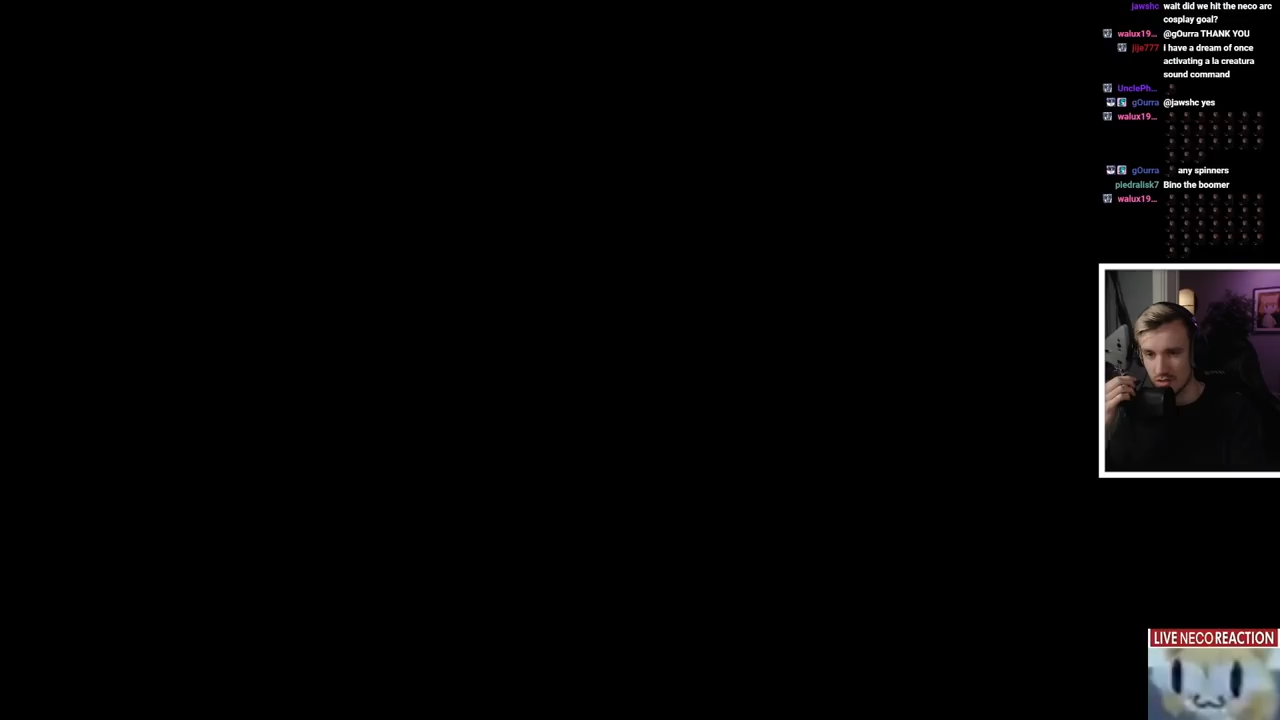 jawshc wait did we hit the neco arc
cosplay goal?
walux19... @gOurra THANK YOU
jije777 i have a dream of once
activating a la creatura
sound command
UnclePh...
gOurra @jawshc yes
walux19...
gOurra any spinners
piedralisk7 Bino the boomer
walux19...
LIVE NECO REACTION